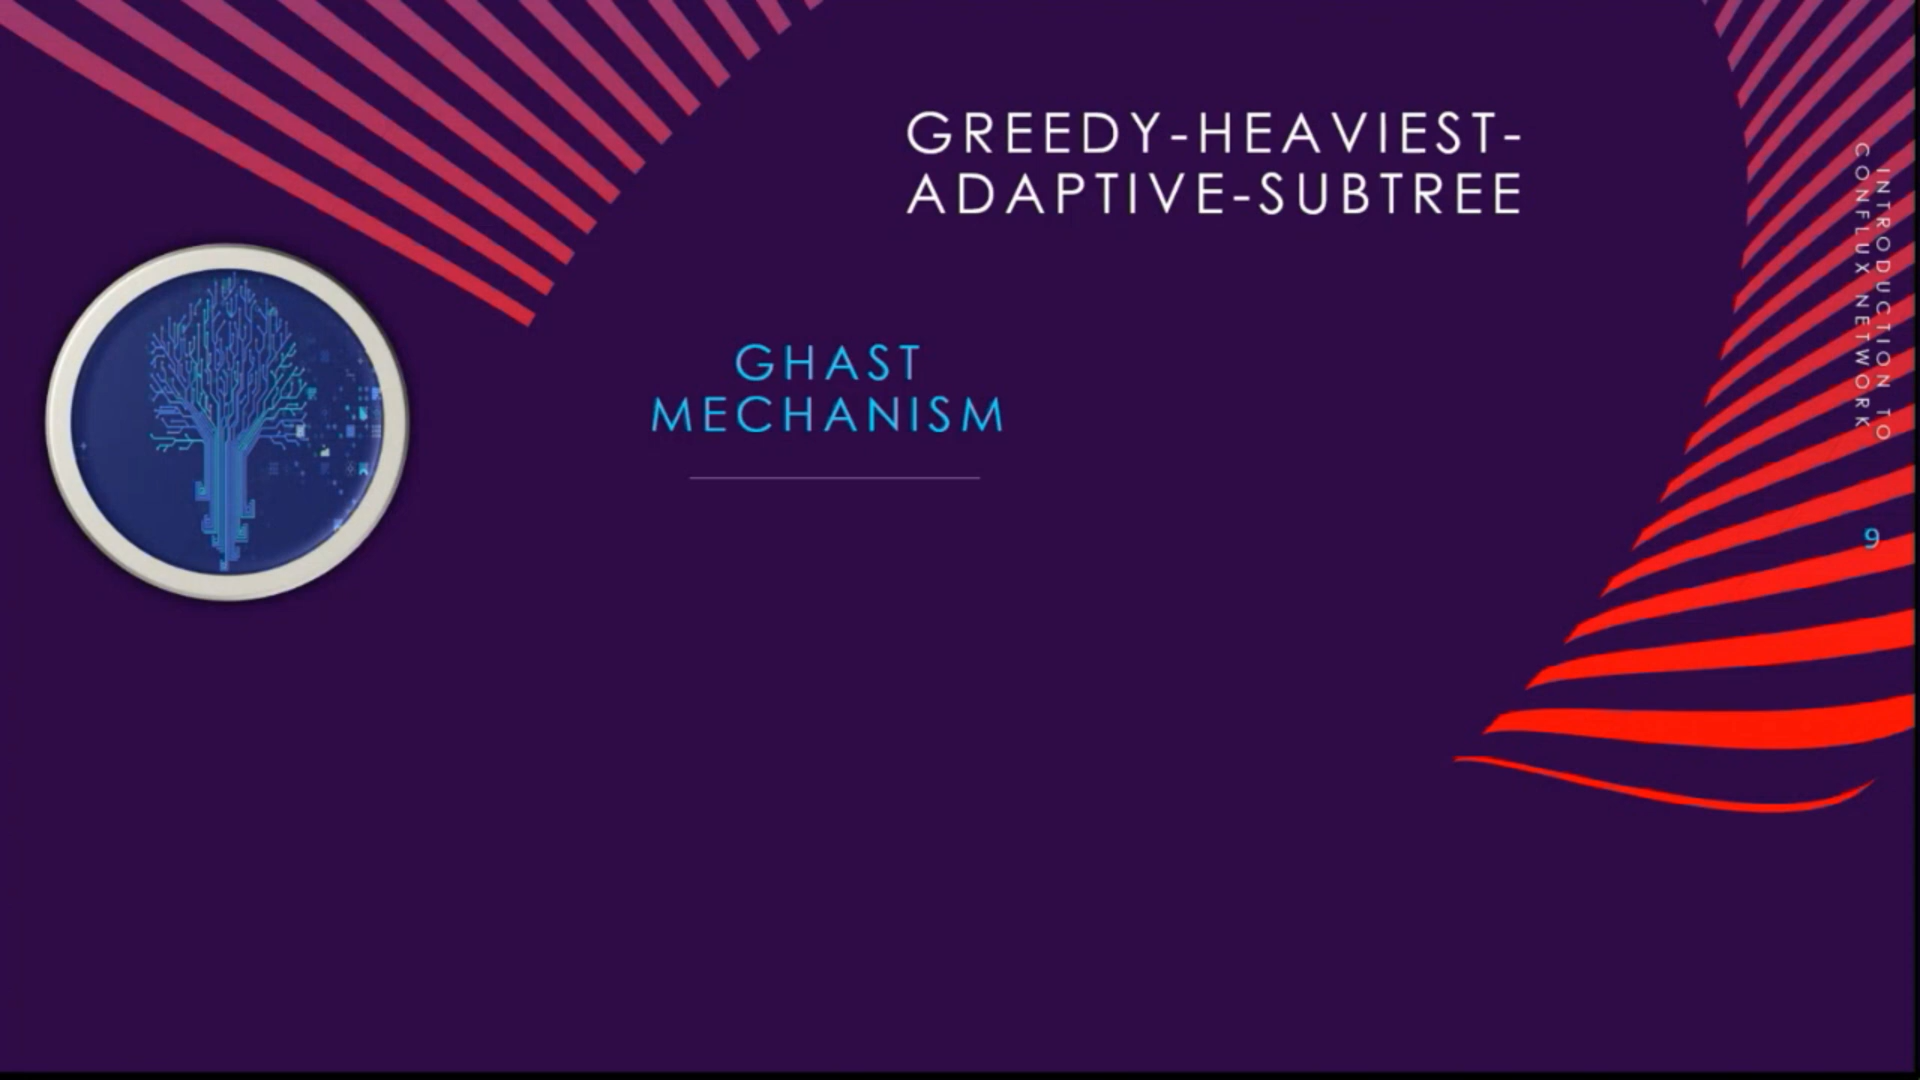 GREEDY-HEAVIEST-
ADAPTIVE-SUBTREE
GHAST
MECHANISM
INTRODUCTION TO
CONFLUX NETWORK
9